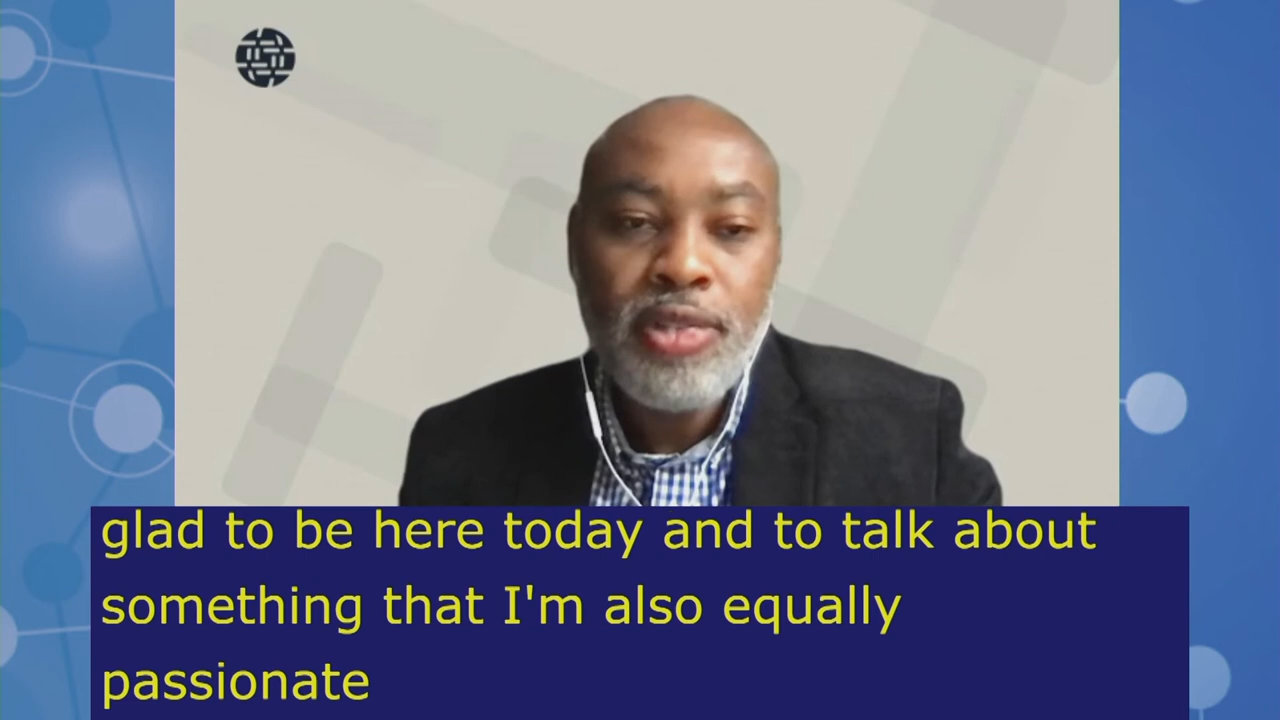 glad to be here today and to talk about
something that I'm also equally
passionate